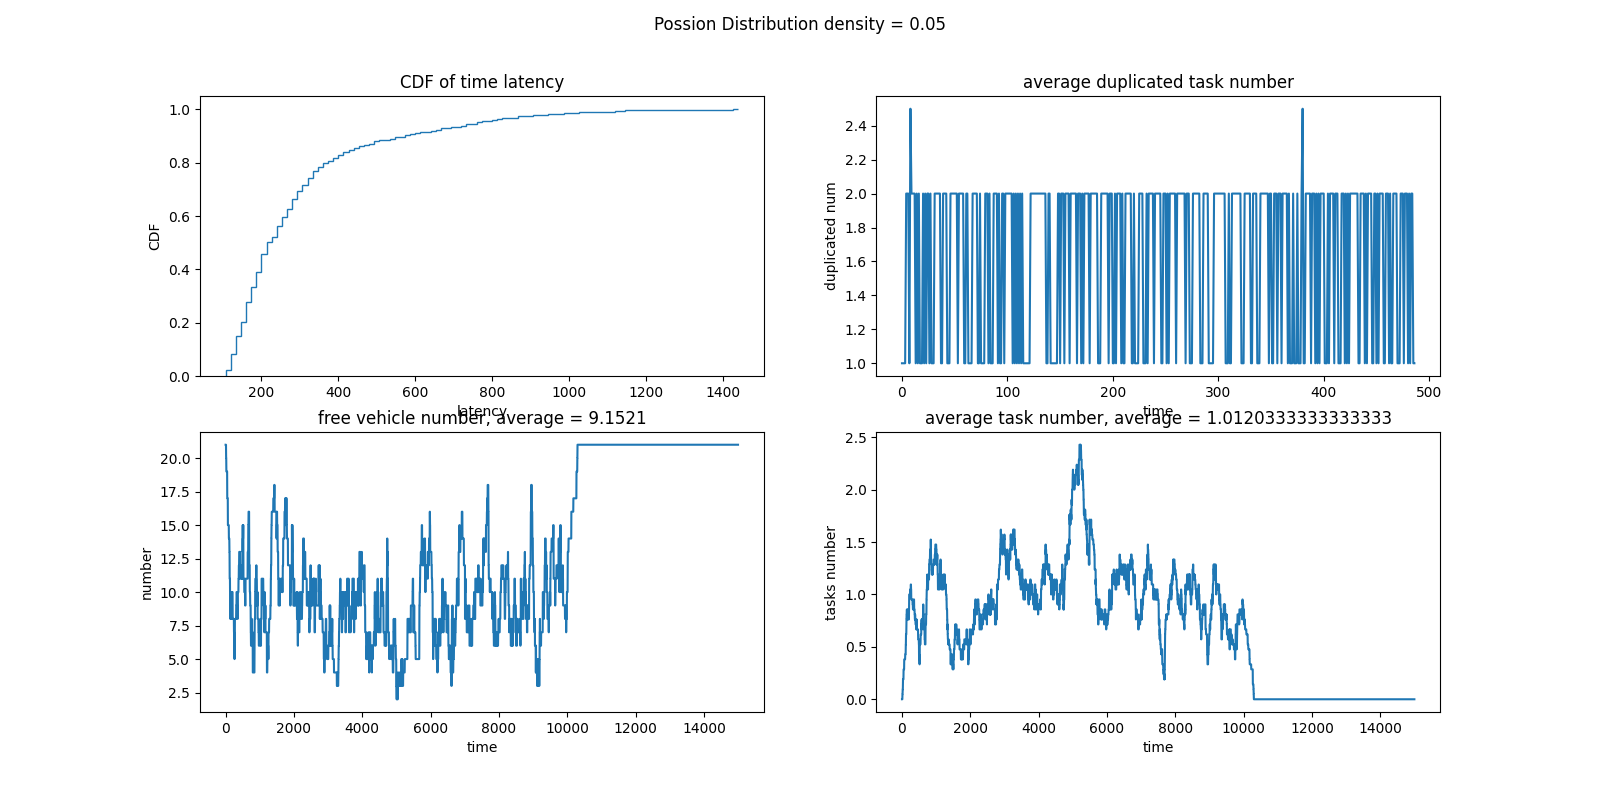 Possion Distribution density = 0.05
CDF of time latency
1.0
0.8
0.6
0.4
0.2
0.0
CDF
200 400 600 800 1000 1200 1400
latency
average duplicated task number
2.4
2.2
2.0
1.8
1.6
1.4
1.2
1.0
duplicated num
0 100 200 300 400 500
time
free vehicle number, average = 9.1521
20.0
17.5
15.0
12.5
10.0
7.5
5.0
2.5
number
0 2000 4000 6000 8000 10000 12000 14000
time
average task number, average = 1.0120333333333333
2.5
2.0
1.5
1.0
0.5
0.0
tasks number
0 2000 4000 6000 8000 10000 12000 14000
time